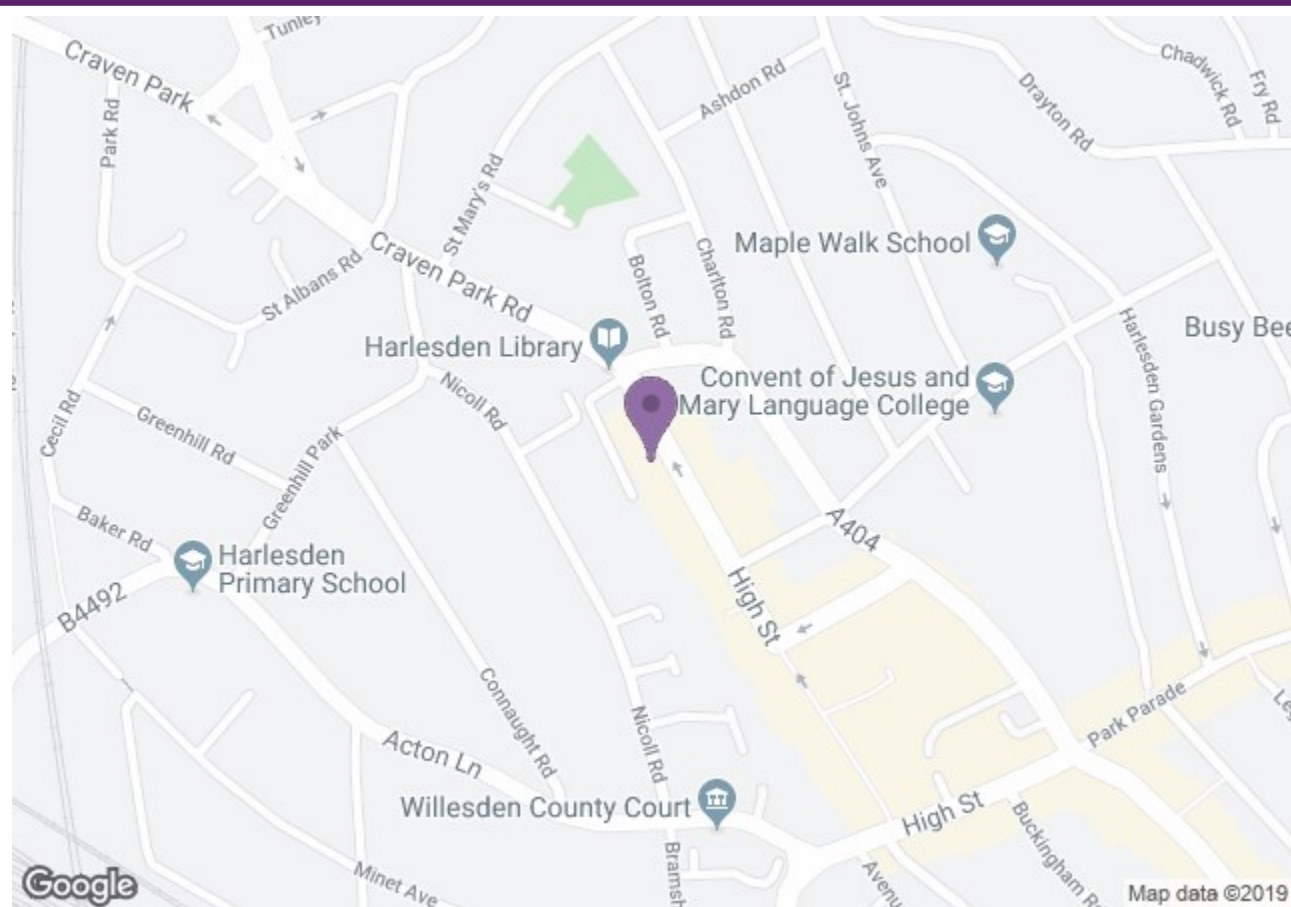 Tunley
Craven Park
Park Rd
Ashdon Rd
St. Johns Ave
Drayton Rd
Chadwick Rd
Fry Rd
St Mary's Rd
St Albans Rd
Craven Park Rd
Bolton Rd
Charlton Rd
Maple Walk School
Harlesden Gardens
Busy Bee
Harlesden Library
Convent of Jesus and
Mary Language College
Cecil Rd
Greenhill Rd
Greenhill Park
Nicoll Rd
Baker Rd
Harlesden
Primary School
B4492
A404
High St
Connaught Rd
Nicoll Rd
Acton Ln
Park Parade
Willesden County Court
High St
Buckingham Rd
Minet Ave
Bramsh
Avenu
Google
Map data ©2019